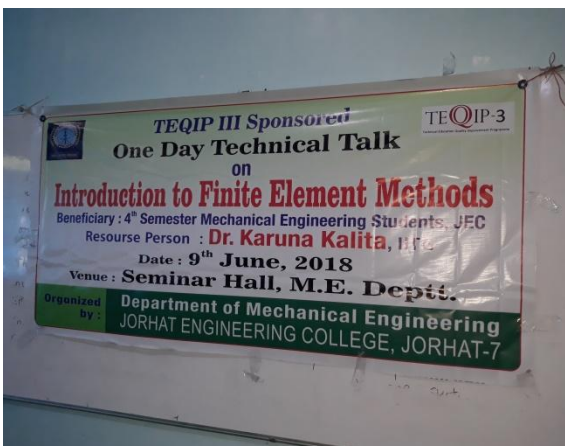 TEQIP III Sponsored
TEQIP-3
One Day Technical Talk
on
Introduction to Finite Element Methods
Beneficiary : 4th Semester Mechanical Engineering Students, JEC
Resourse Person : Dr. Karuna Kalita, IITG
Date : 9th June, 2018
Venue : Seminar Hall, M.E. Deptt.
Organized by :
Department of Mechanical Engineering
JORHAT ENGINEERING COLLEGE, JORHAT-7